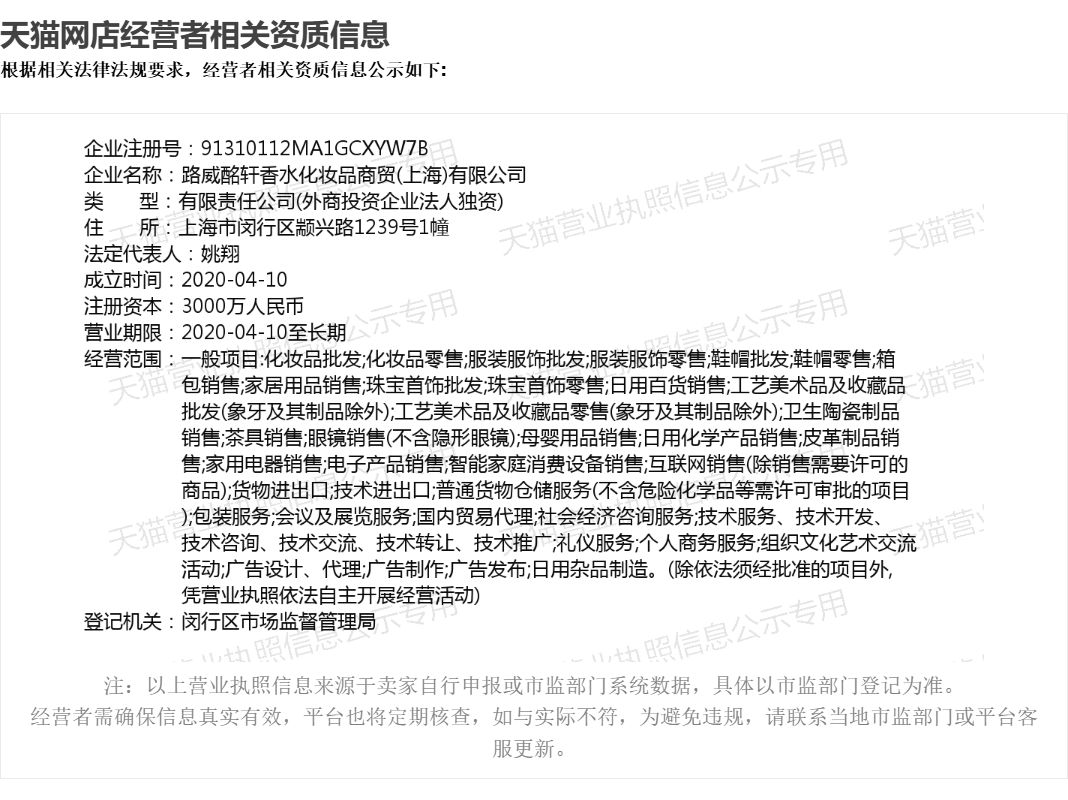 天猫网店经营者相关资质信息
根据相关法律法规要求，经营者相关资质信息公示如下:
企业注册号：91310112MA1GCXYW7B
企业名称：路威酩轩香水化妆品商贸(上海)有限公司
类　　型：有限责任公司(外商投资企业法人独资)
住　　所：上海市闵行区颛兴路1239号1幢
法定代表人：姚翔
成立时间：2020-04-10
注册资本：3000万人民币
营业期限：2020-04-10至长期
经营范围：一般项目:化妆品批发;化妆品零售;服装服饰批发;服装服饰零售;鞋帽批发;鞋帽零售;箱
包销售;家居用品销售;珠宝首饰批发;珠宝首饰零售;日用百货销售;工艺美术品及收藏品
批发(象牙及其制品除外);工艺美术品及收藏品零售(象牙及其制品除外);卫生陶瓷制品
销售;茶具销售;眼镜销售(不含隐形眼镜);母婴用品销售;日用化学产品销售;皮革制品销
售;家用电器销售;电子产品销售;智能家庭消费设备销售;互联网销售(除销售需要许可的
商品);货物进出口;技术进出口;普通货物仓储服务(不含危险化学品等需许可审批的项目
);包装服务;会议及展览服务;国内贸易代理;社会经济咨询服务;技术服务、技术开发、
技术咨询、技术交流、技术转让、技术推广;礼仪服务;个人商务服务;组织文化艺术交流
活动;广告设计、代理;广告制作;广告发布;日用杂品制造。(除依法须经批准的项目外,
凭营业执照依法自主开展经营活动)
登记机关：闵行区市场监督管理局
天猫营业执照信息公示专用
注：以上营业执照信息来源于卖家自行申报或市监部门系统数据，具体以市监部门登记为准。
经营者需确保信息真实有效，平台也将定期核查，如与实际不符，为避免违规，请联系当地市监部门或平台客
服更新。